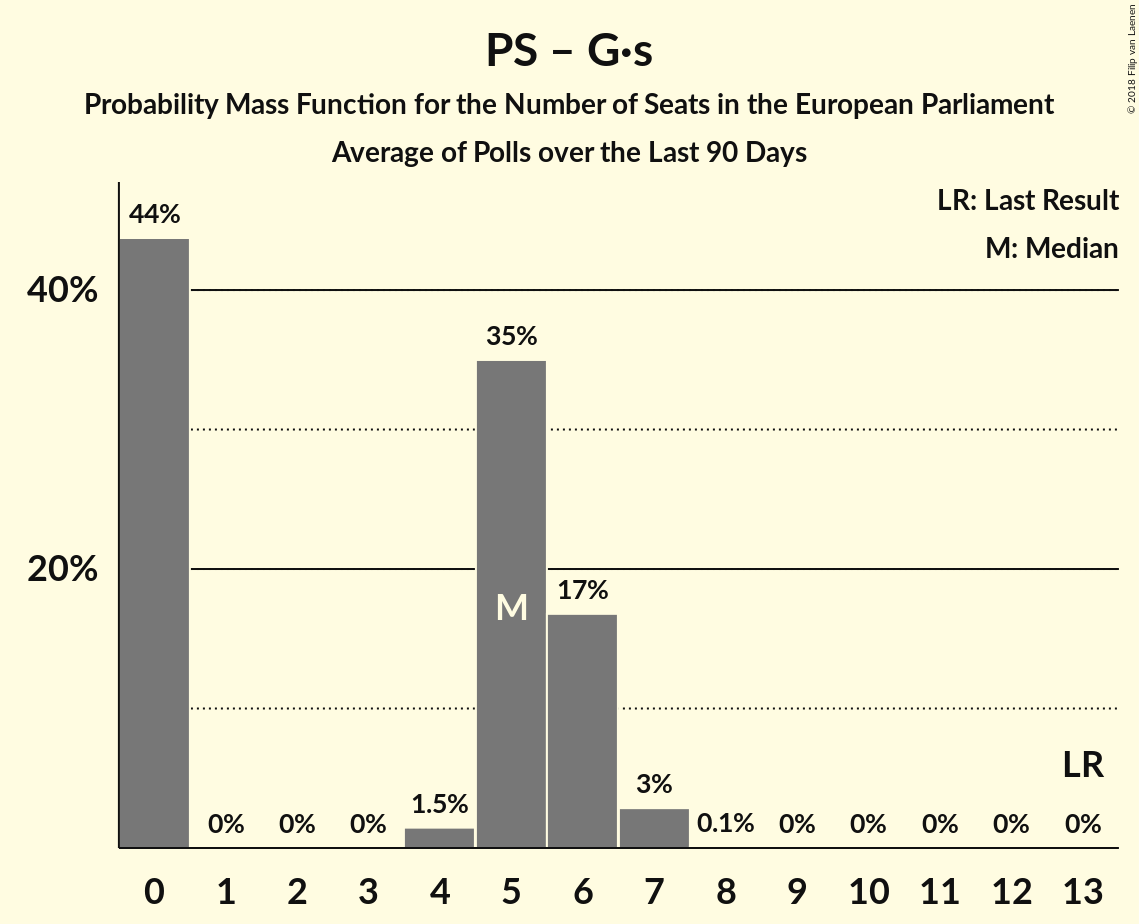 PS – G·s
Probability Mass Function for the Number of Seats in the European Parliament
Average of Polls over the Last 90 Days
© 2018 Filip van Laenen
LR: Last Result
M: Median
44%
40%
35%
20%
17%
M
LR
3%
1.5%
0% 0% 0% 0.1% 0% 0% 0% 0% 0%
0 1 2 3 4 5 6 7 8 9 10 11 12 13